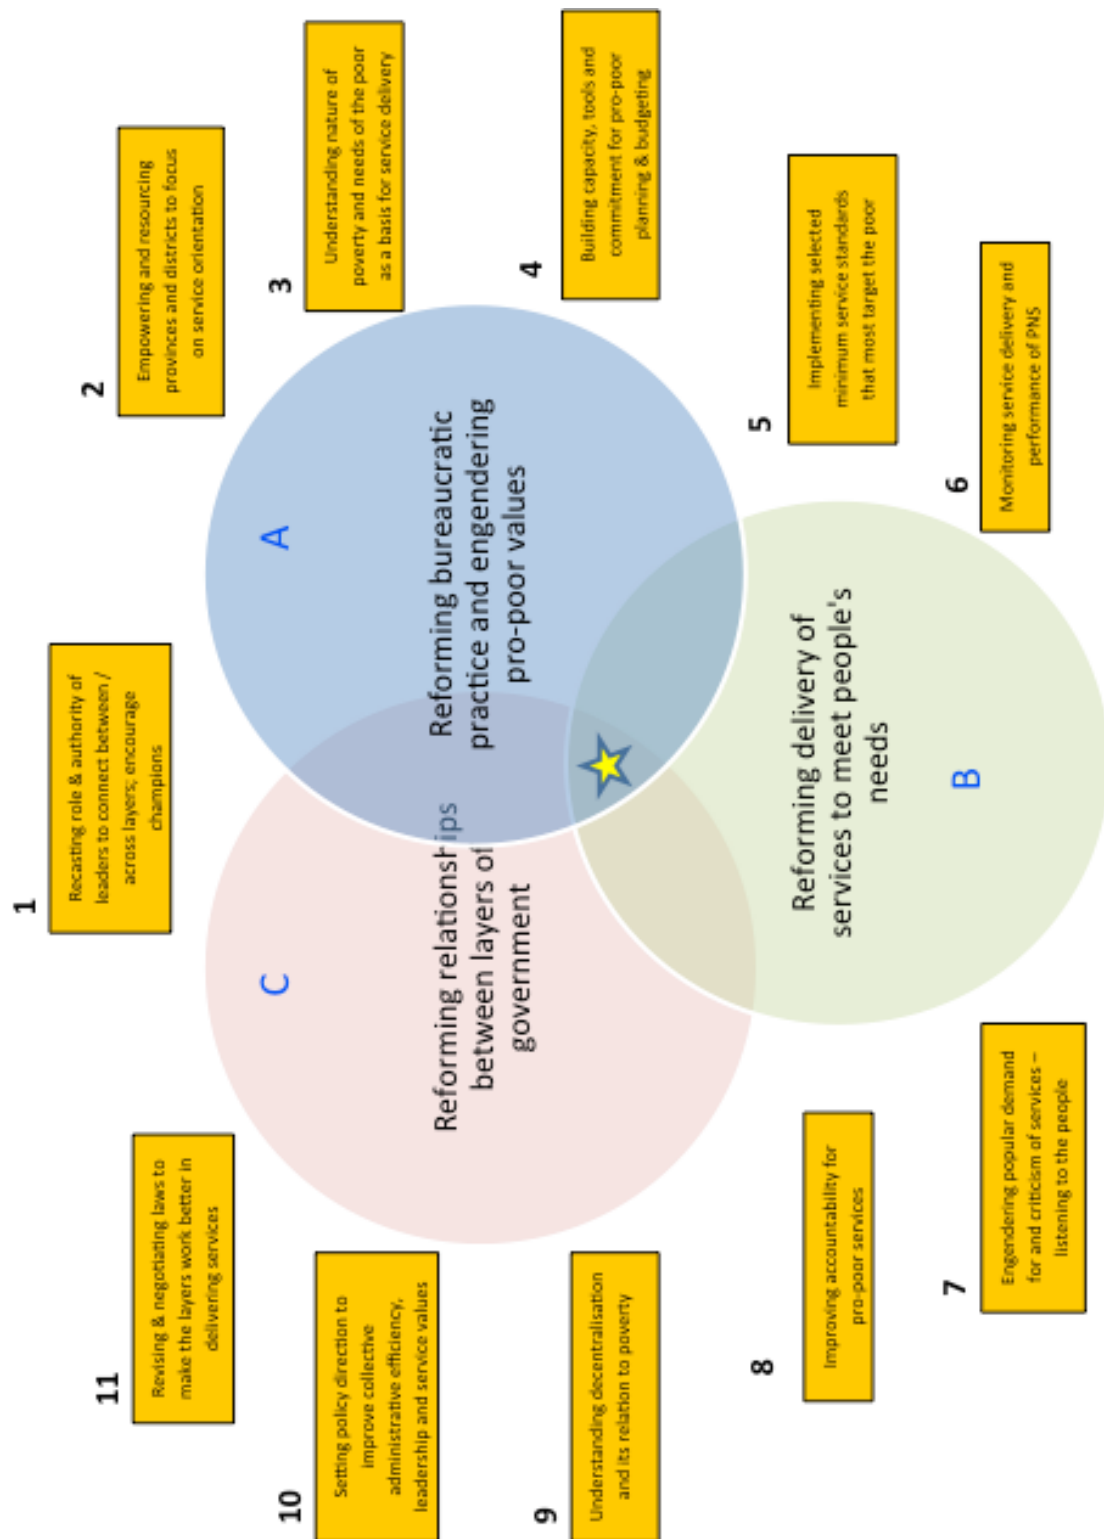 1
Recasting role & authority of
leaders to connect between /
across layers; encourage
champions
2
Empowering and resourcing
provinces and districts to focus
on service orientation
3
Understanding nature of
poverty and needs of the poor
as a basis for service delivery
4
Building capacity, tools and
commitment for pro-poor
planning & budgeting
5
Implementing selected
minimum service standards
that most target the poor
6
Monitoring service delivery and
performance of PNS
7
Engendering popular demand
for and criticism of services –
listening to the people
8
Improving accountability for
pro-poor services
9
Understanding decentralisation
and its relation to poverty
10
Setting policy direction to
improve collective
administrative efficiency,
leadership and service values
11
Revising & negotiating laws to
make the layers work better in
delivering services
C
Reforming relationships
between layers of
government
A
Reforming bureaucratic
practice and engendering
pro-poor values
Reforming delivery of
services to meet people's
needs
B